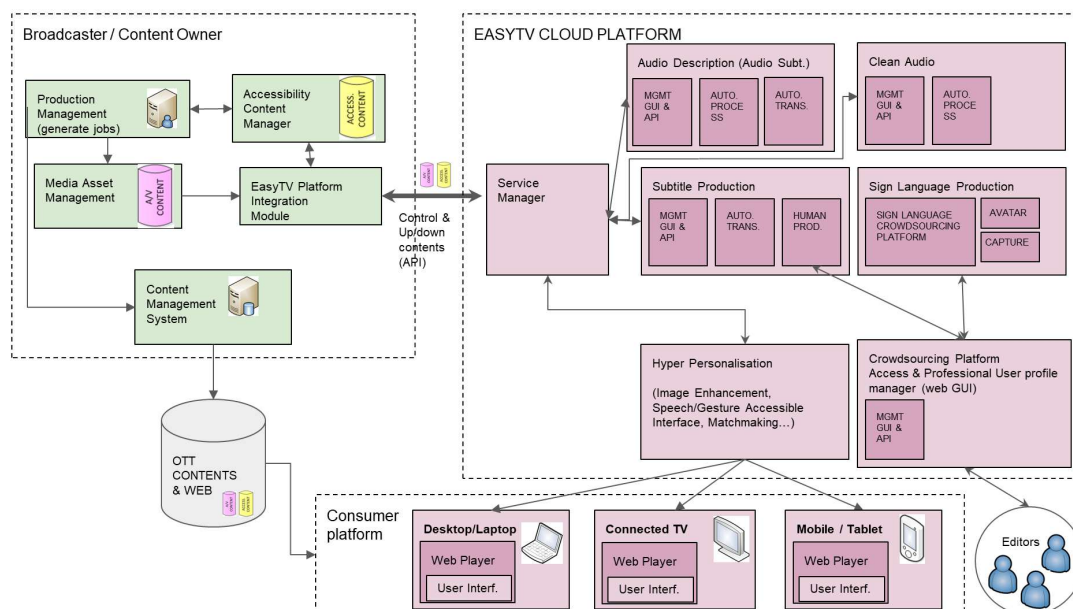 Broadcaster / Content Owner
Production
Management
(generate jobs)
Accessibility
Content
Manager
ACCESS.
CONTENT
Media Asset
Management
A/V
CONTENT
EasyTV Platform
Integration
Module
Content
Management
System
A/V
CONTENT
ACCESS.
CONTENT
Control &
Up/down
contents
(API)
OTT
CONTENTS
& WEB
A/V
CONTENT
ACCESS.
CONTENT
EASYTV CLOUD PLATFORM
Service
Manager
Audio Description (Audio Subt.)
MGMT
GUI &
API
AUTO.
PROCE
SS
AUTO.
TRANS.
Clean Audio
MGMT
GUI &
API
AUTO.
PROCE
SS
Subtitle Production
MGMT
GUI &
API
AUTO.
TRANS.
HUMAN
PROD.
Sign Language Production
SIGN LANGUAGE
CROWDSOURCING
PLATFORM
AVATAR
CAPTURE
Hyper Personalisation
(Image Enhancement,
Speech/Gesture Accessible
Interface, Matchmaking…)
Crowdsourcing Platform
Access & Professional User profile
manager (web GUI)
MGMT
GUI &
API
Consumer
platform
Desktop/Laptop
Web Player
User Interf.
Connected TV
Web Player
User Interf.
Mobile / Tablet
Web Player
User Interf.
Editors